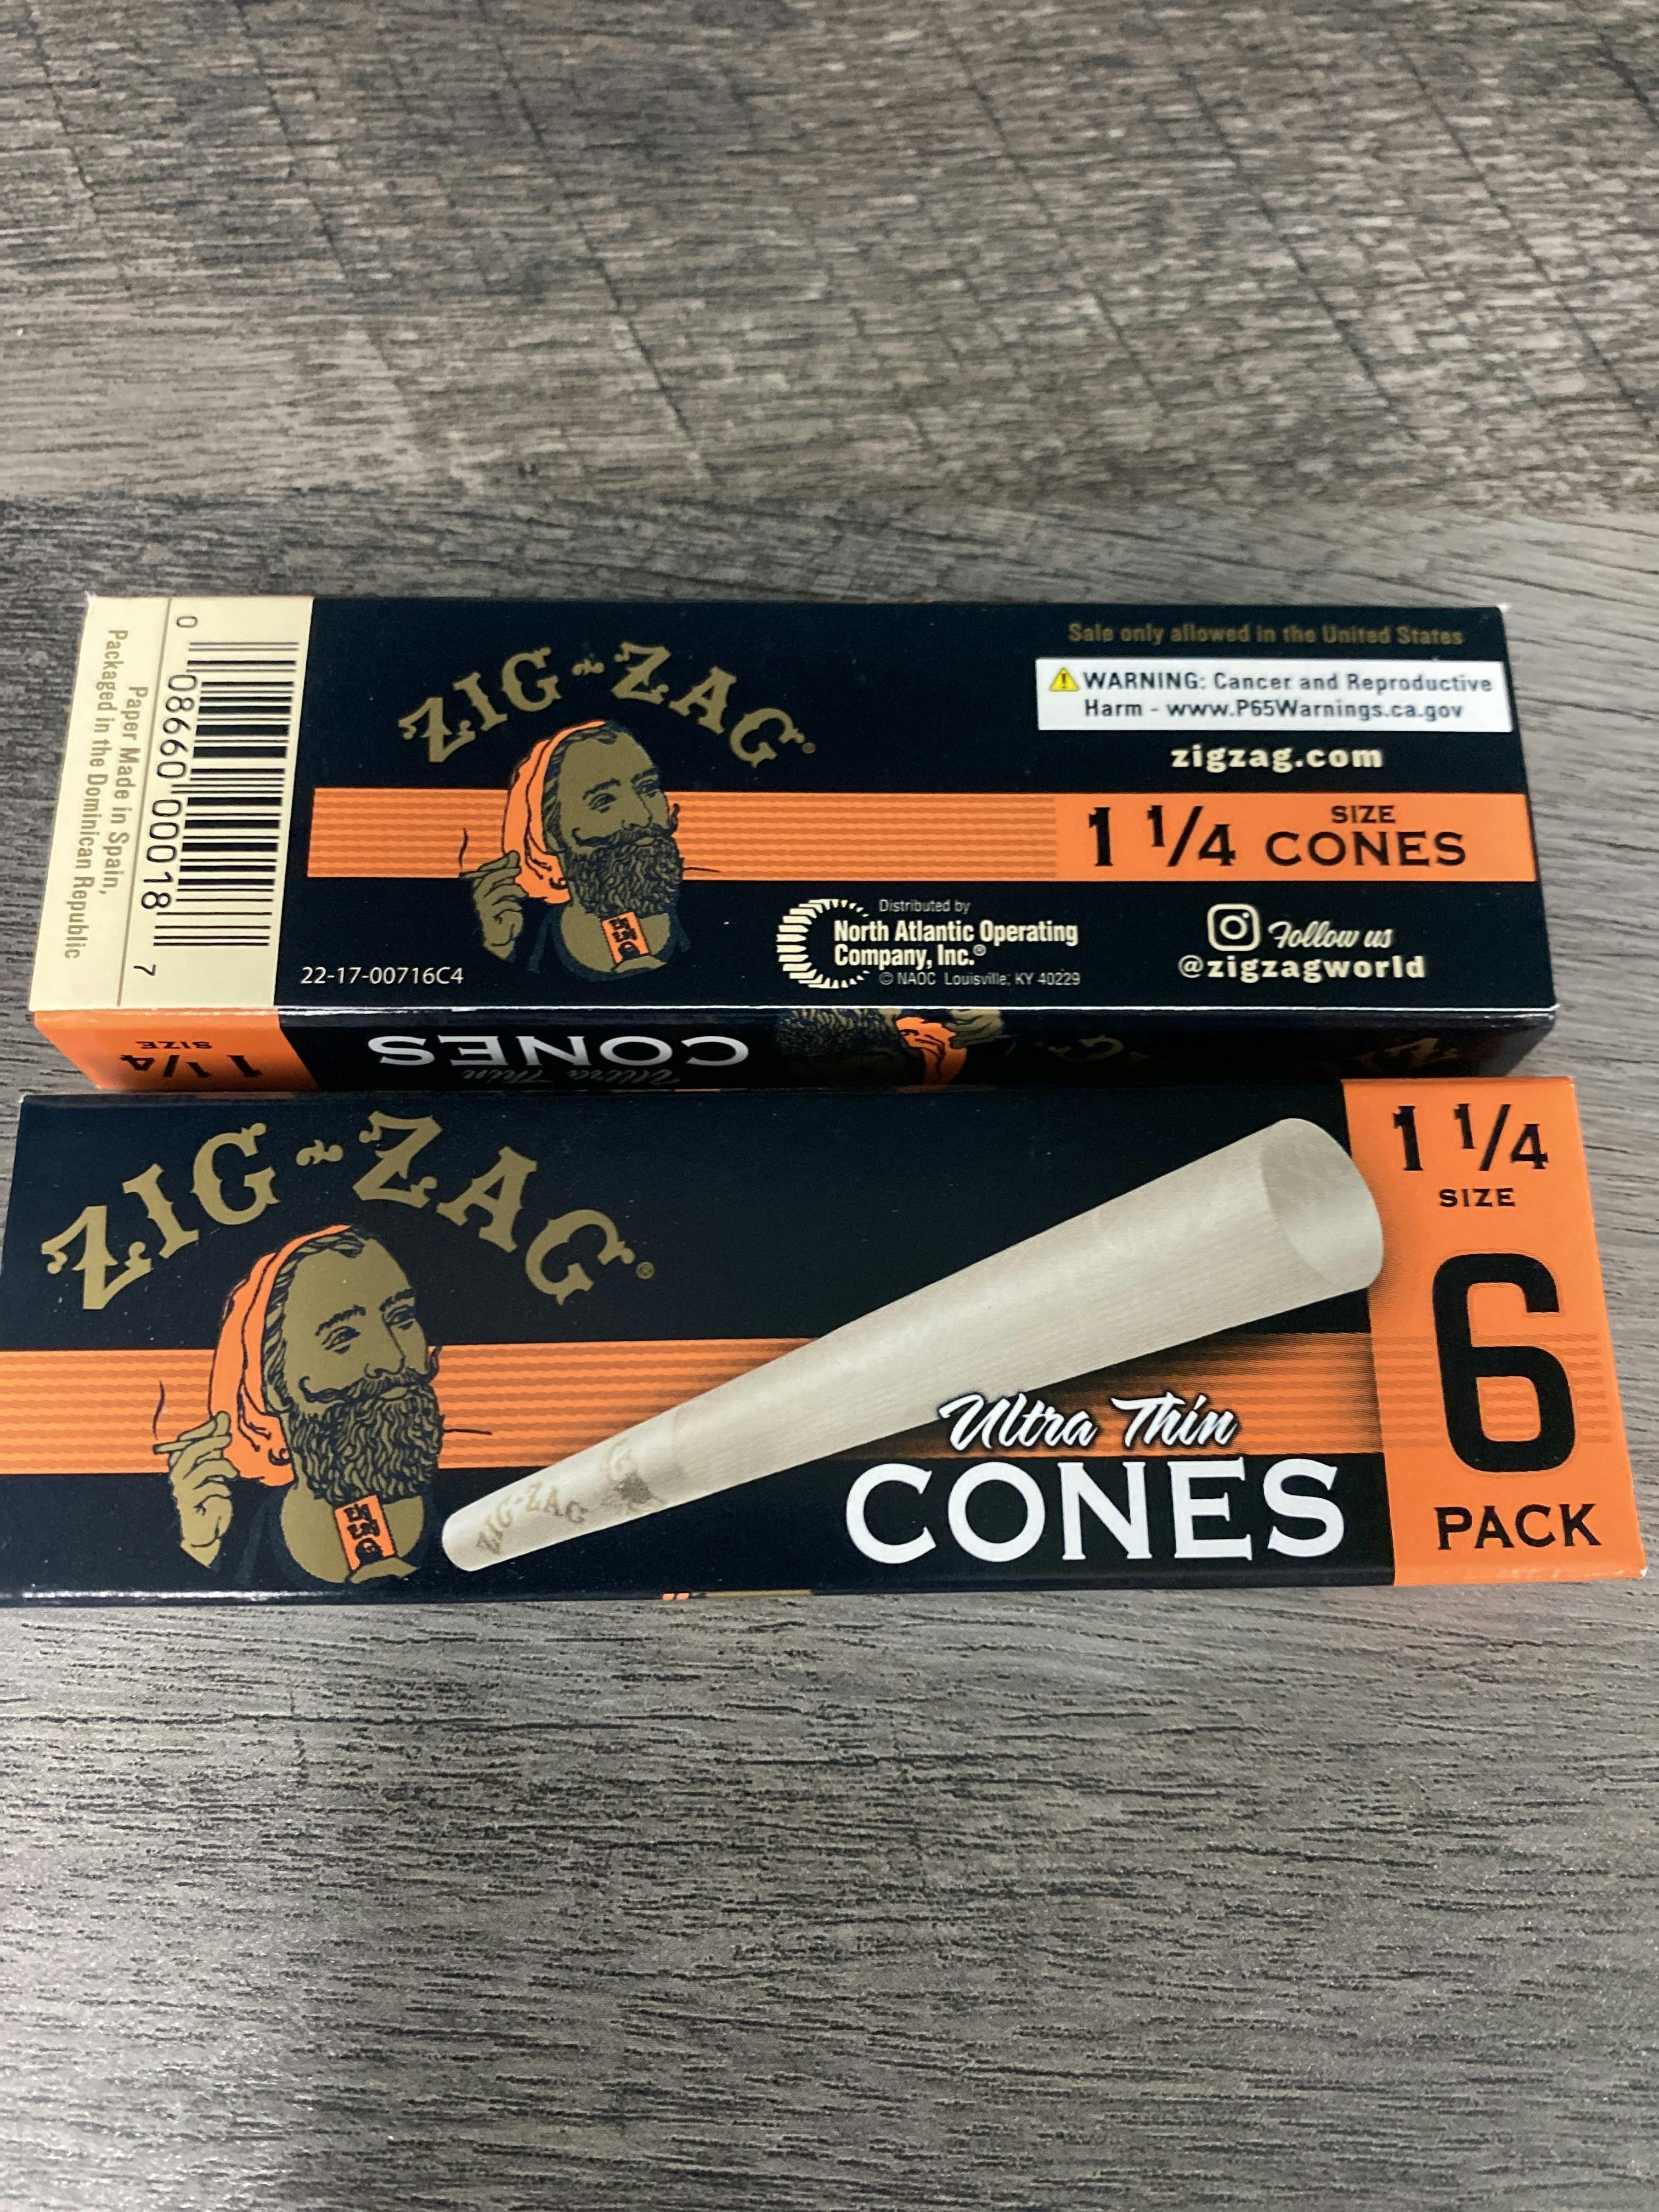 Sale only allowed in the United States
ZIG-ZAG®
WARNING: Cancer and Reproductive
Harm - www.P65Warnings.ca.gov
zigzag.com
1 1/4 SIZE CONES
Distributed by
North Atlantic Operating
Company, Inc.®
© NAOC Louisville, KY 40229
Follow us
@zigzagworld
22-17-00716C4
0 08660 00018 7
Paper Made in Spain,
Packaged in the Dominican Republic
1 1/4
SIZE
Ultra Thin
CONES
ZIG-ZAG®
ZIG-ZAG
Ultra Thin
CONES
1 1/4
SIZE
6
PACK